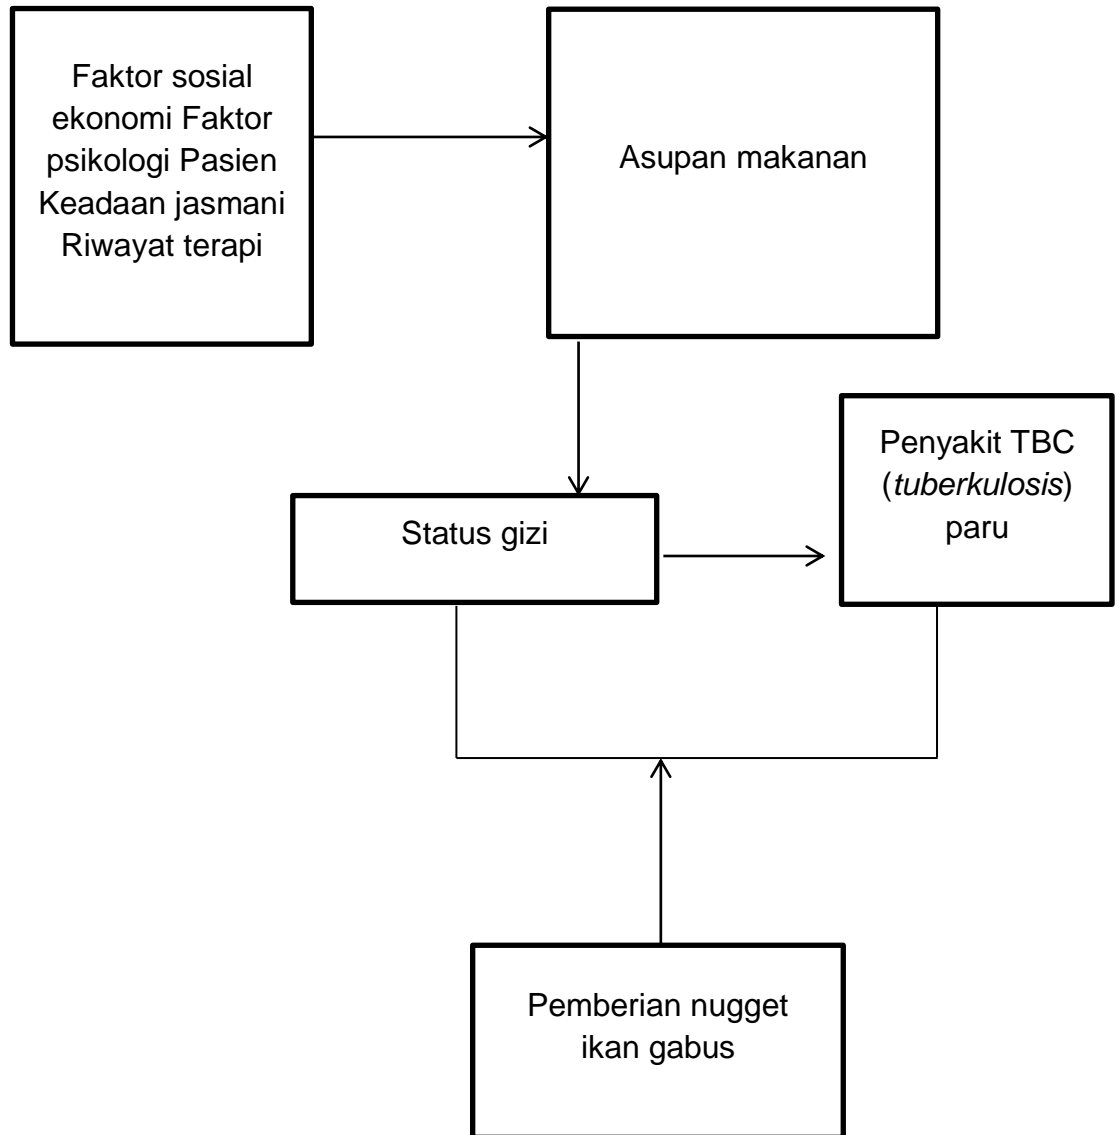 Faktor sosial
ekonomi Faktor
psikologi Pasien
Keadaan jasmani
Riwayat terapi
Asupan makanan
Status gizi
Penyakit TBC
(tuberkulosis)
paru
Pemberian nugget
ikan gabus